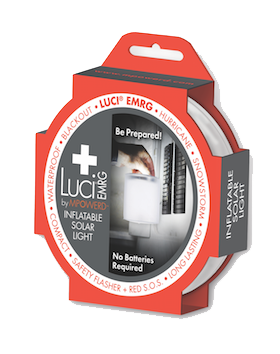 LUCI® EMRG • HURRICANE • SNOWSTORM • LONG LASTING • SAFETY FLASHER + RED S.O.S. • COMPACT • WATERPROOF • BLACKOUT •
Be Prepared!
Luci EMRG
by MPOWERD®
INFLATABLE
SOLAR
LIGHT
No Batteries
Required
INFLATABLE
SOLAR
LIGHT